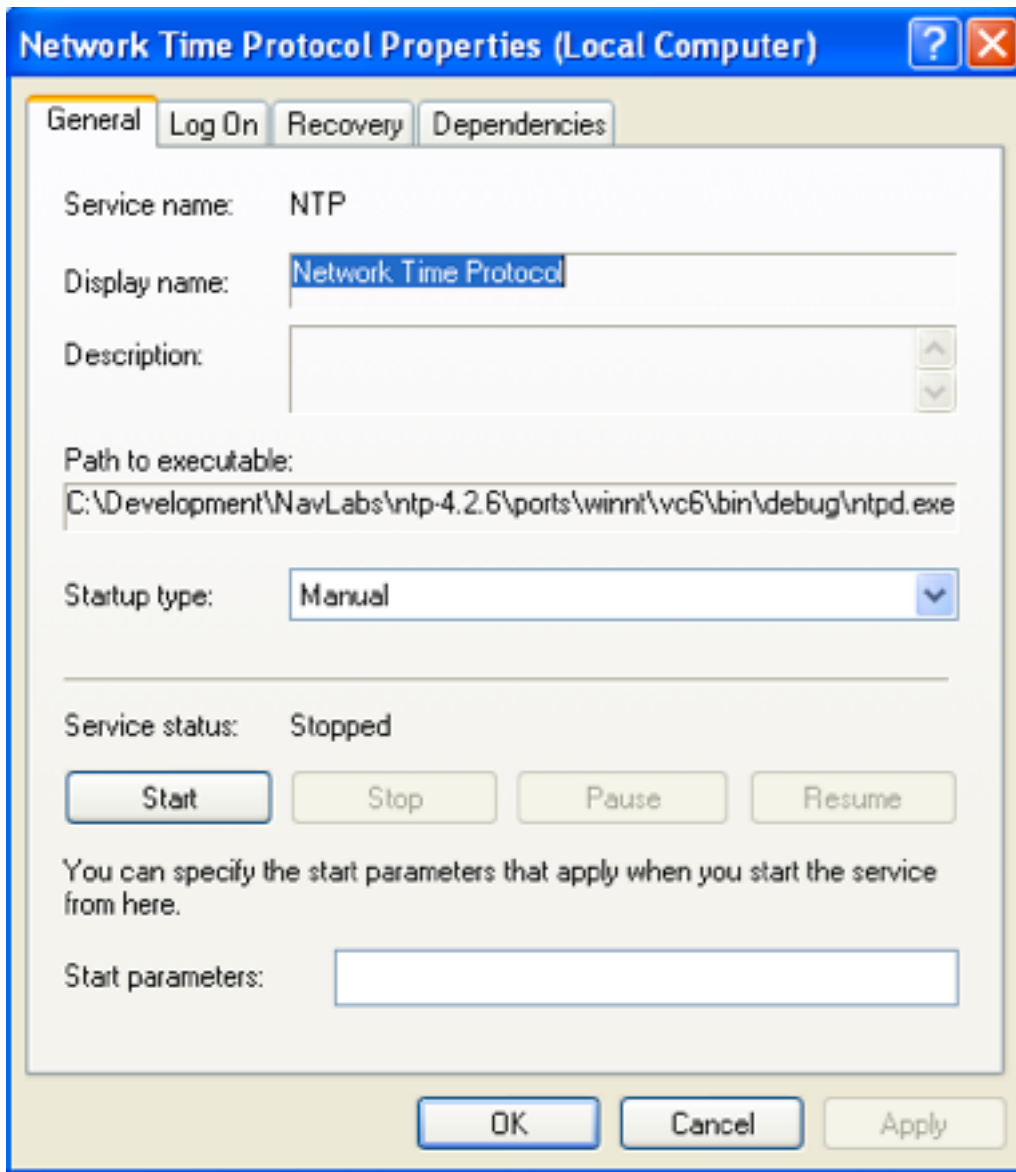 Network Time Protocol Properties (Local Computer)
General Log On Recovery Dependencies
Service name: NTP
Display name: Network Time Protocol
Description:
Path to executable:
C:\Development\NavLabs\ntp-4.2.6\ports\winnt\vc6\bin\debug\ntpd.exe
Startup type: Manual
Service status: Stopped
Start Stop Pause Resume
You can specify the start parameters that apply when you start the service
from here.
Start parameters:
OK Cancel Apply